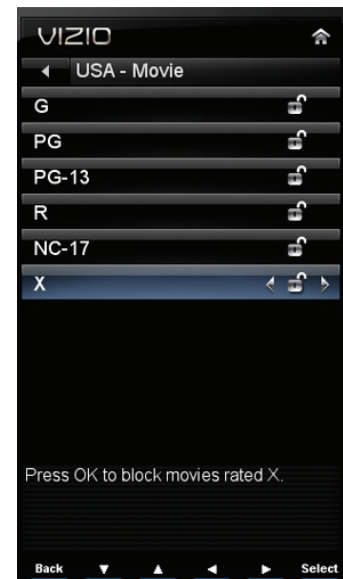 VIZIO
USA - Movie
G
PG
PG-13
R
NC-17
X
Press OK to block movies rated X.
Back Select